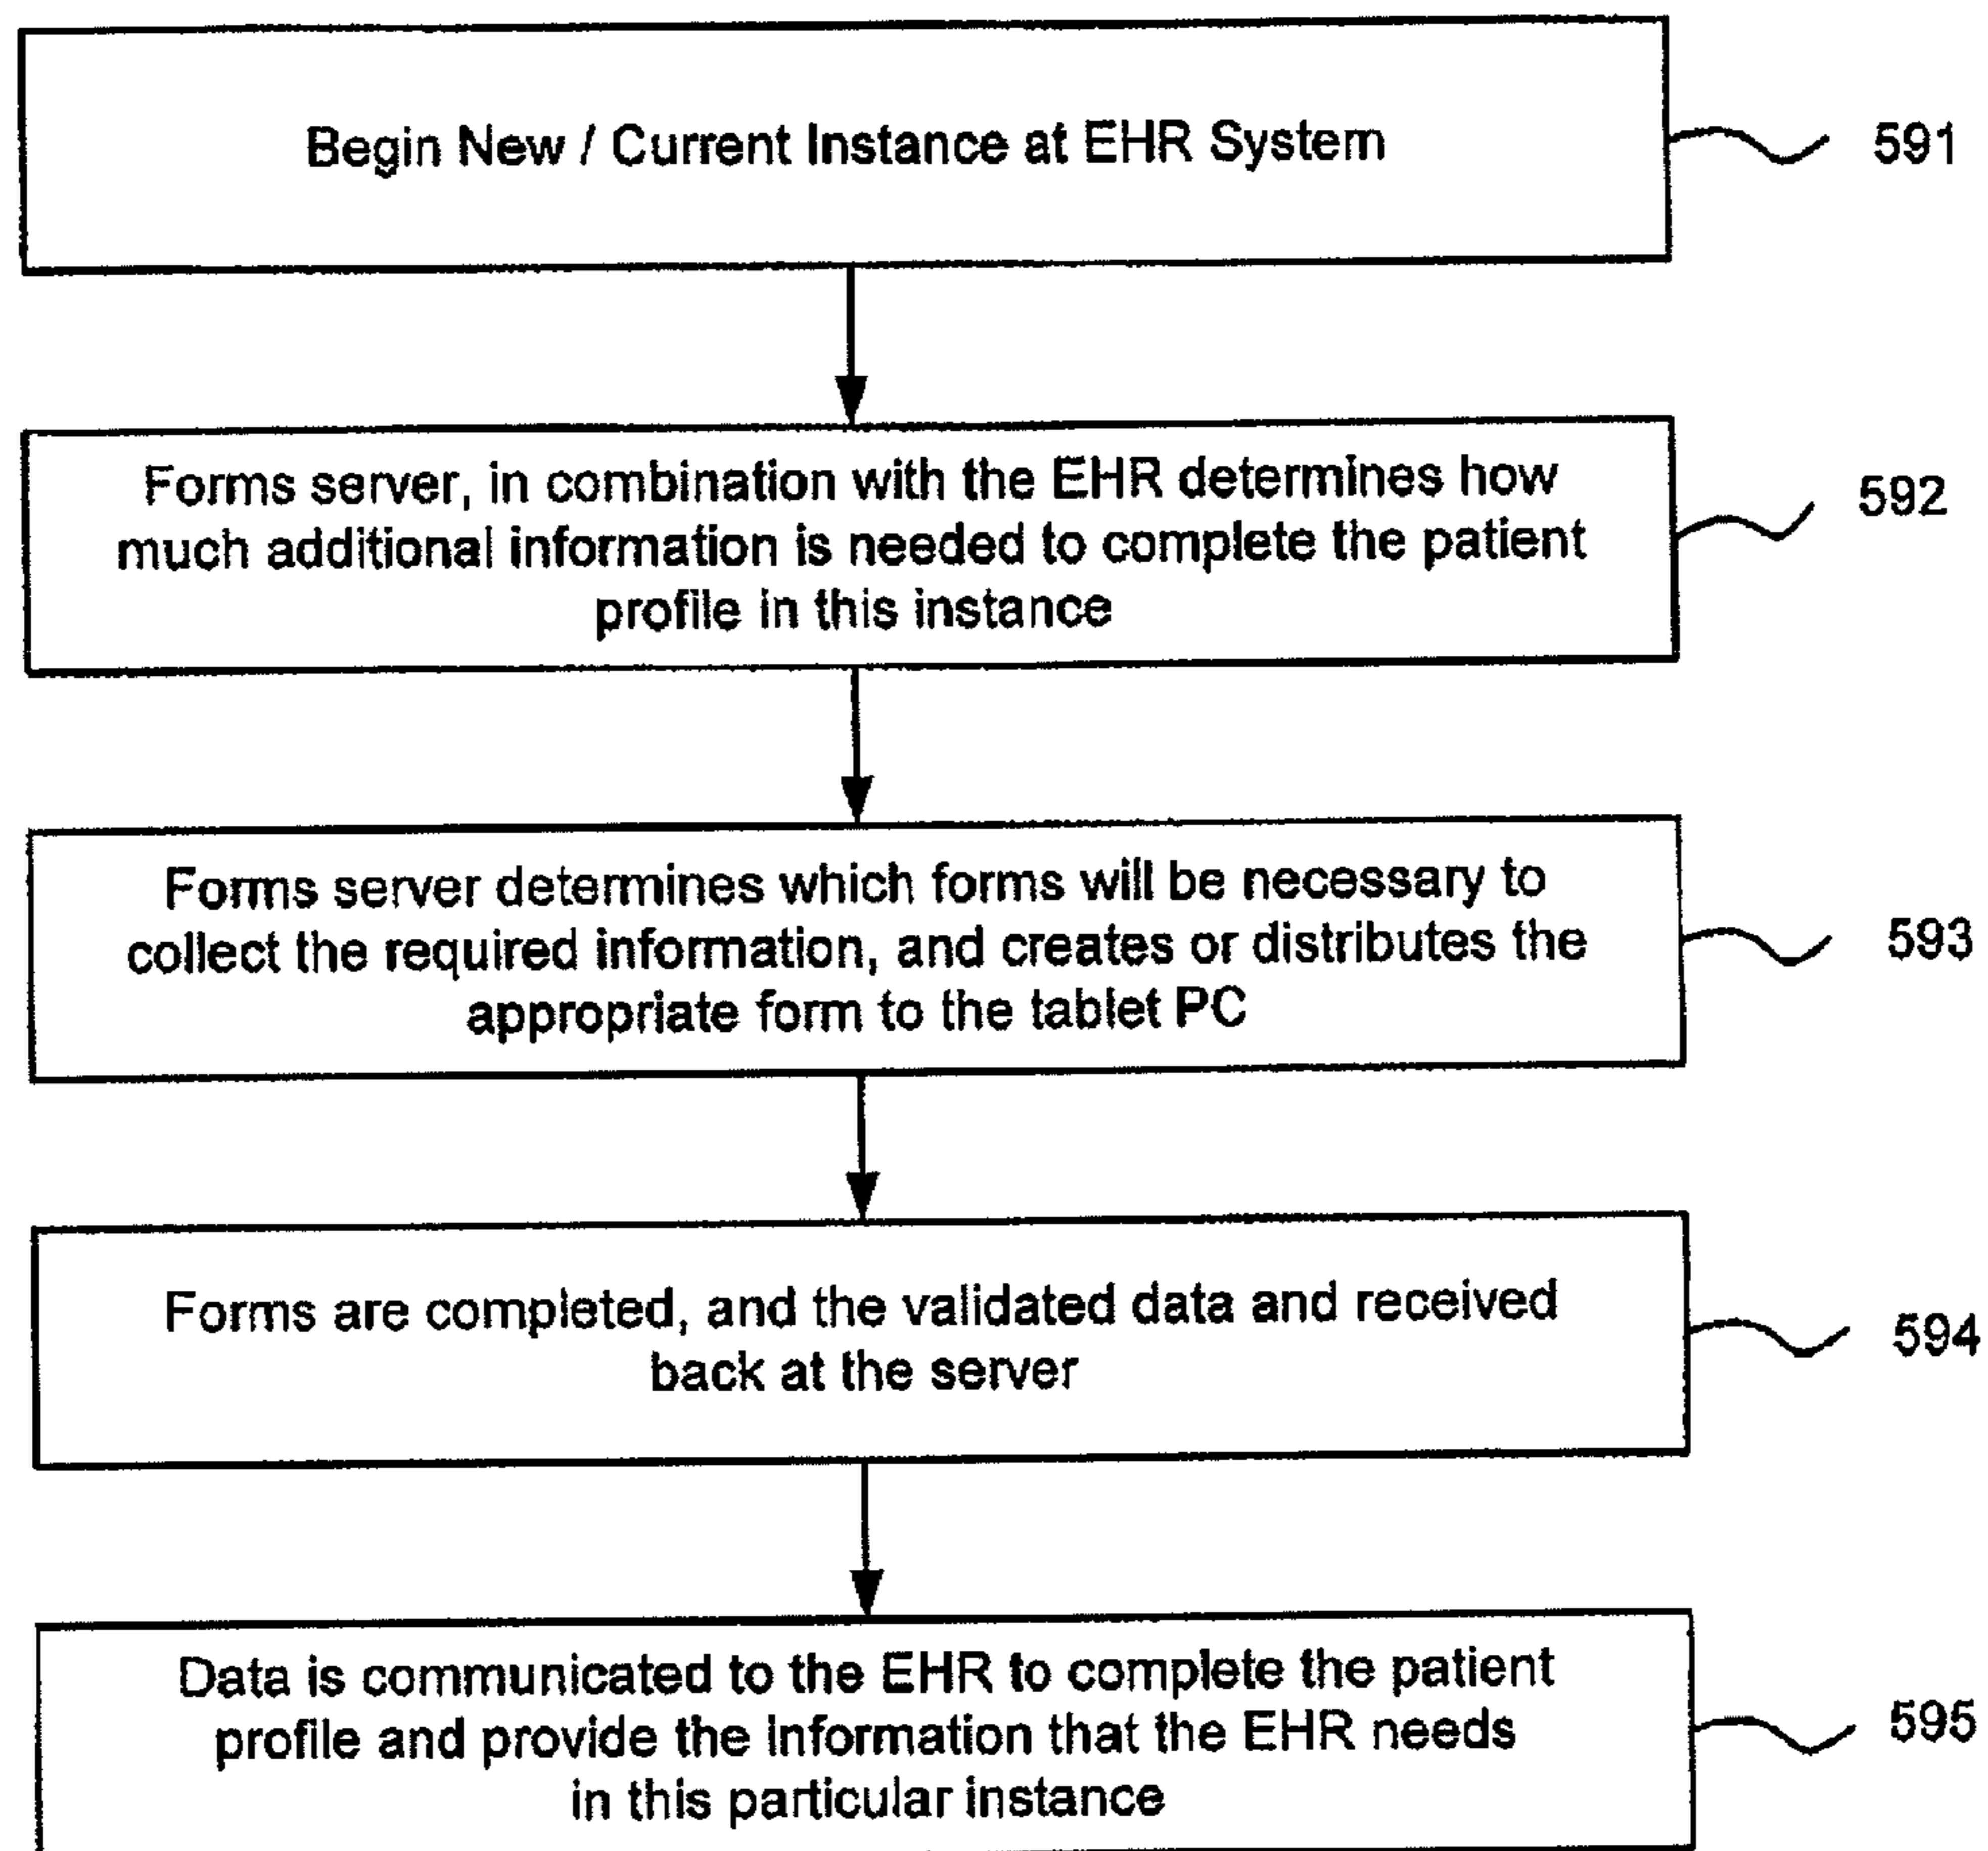 Begin New / Current Instance at EHR System
591
Forms server, in combination with the EHR determines how
much additional information is needed to complete the patient
profile in this instance
592
Forms server determines which forms will be necessary to
collect the required information, and creates or distributes the
appropriate form to the tablet PC
593
Forms are completed, and the validated data and received
back at the server
594
Data is communicated to the EHR to complete the patient
profile and provide the information that the EHR needs
in this particular instance
595